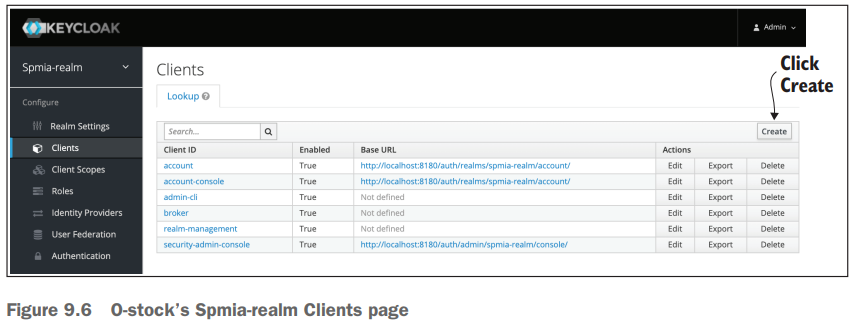 KEYCLOAK
Admin
Spmia-realm
Clients
Click
Create
Lookup
Configure
Search...
Create
Realm Settings
Client ID Enabled Base URL Actions
Clients
account True http://localhost:8180/auth/realms/spmia-realm/account/ Edit Export Delete
Client Scopes
account-console True http://localhost:8180/auth/realms/spmia-realm/account/ Edit Export Delete
Roles
admin-cli True Not defined Edit Export Delete
Identity Providers
broker True Not defined Edit Export Delete
User Federation
realm-management True Not defined Edit Export Delete
security-admin-console True http://localhost:8180/auth/admin/spmia-realm/console/ Edit Export Delete
Authentication
Figure 9.6 O-stock's Spmia-realm Clients page